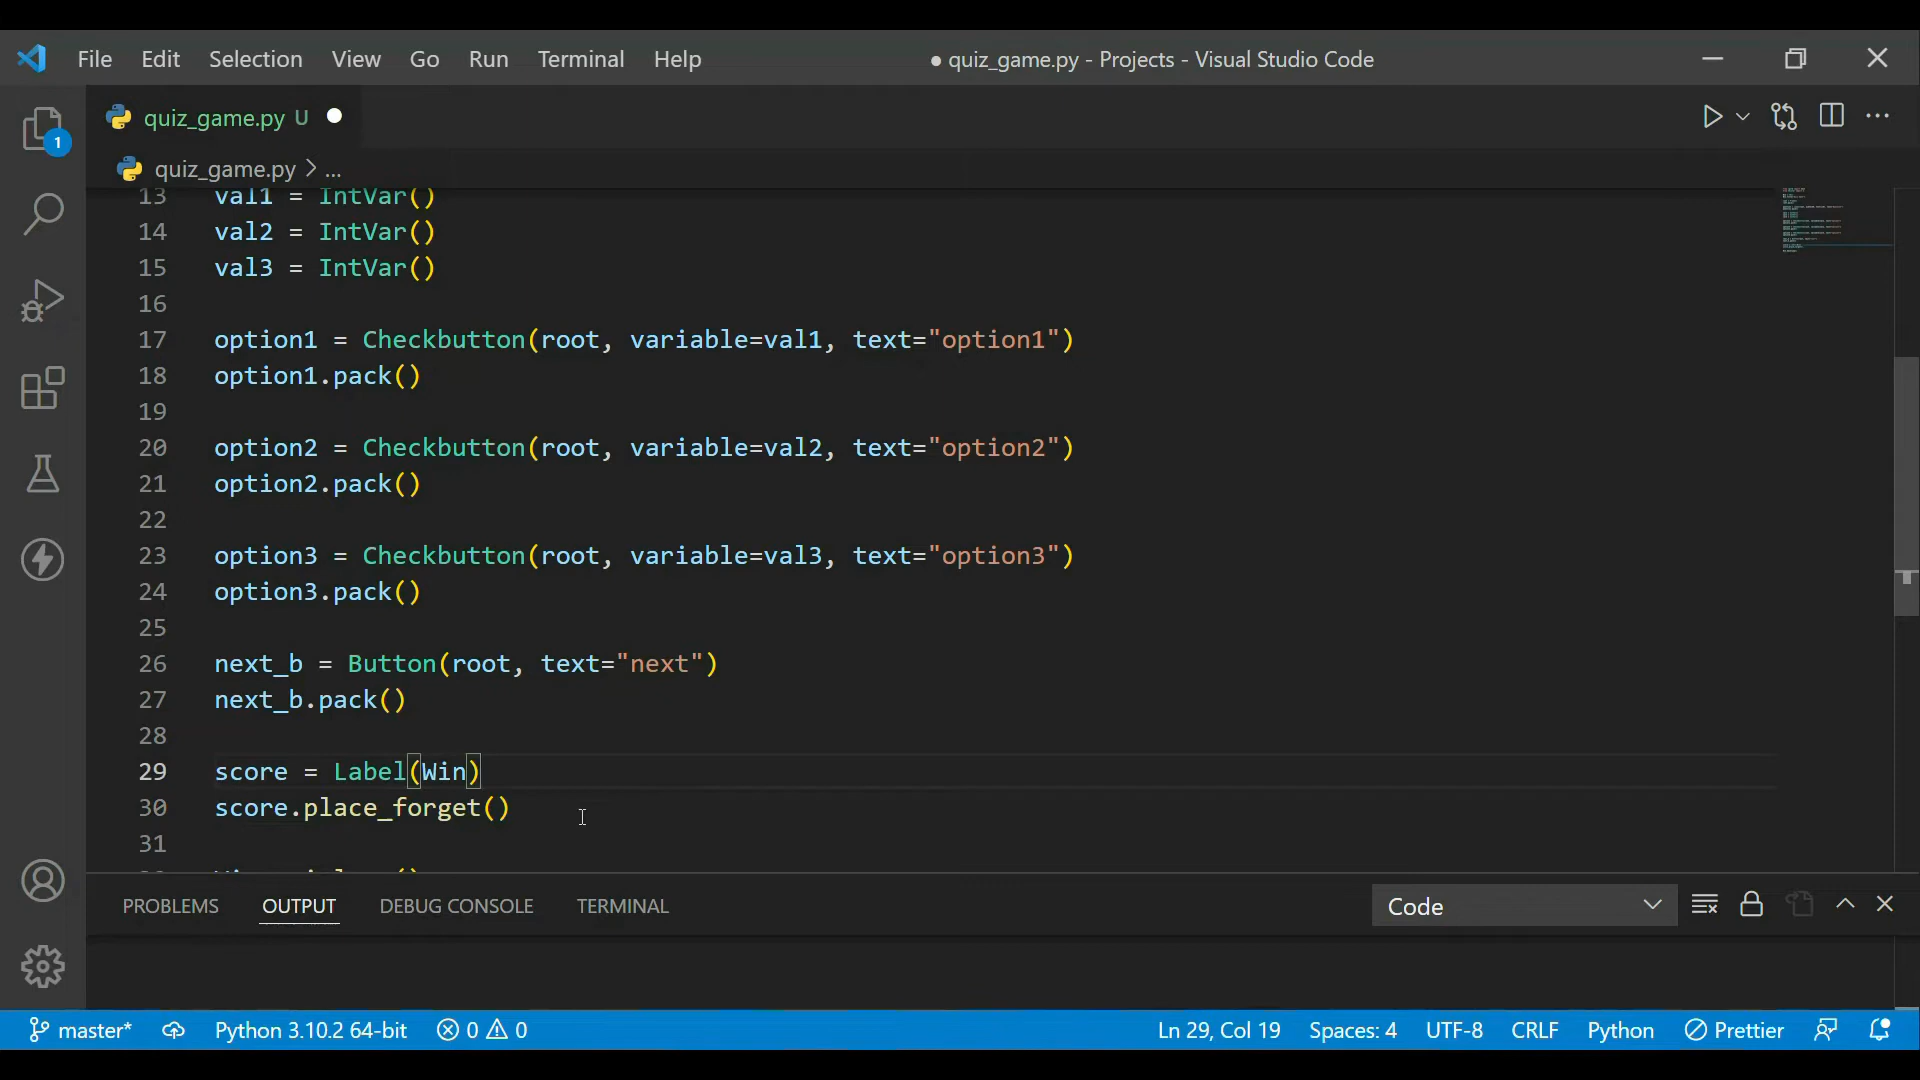 File Edit Selection View Go Run Terminal Help
● quiz_game.py - Projects - Visual Studio Code
quiz_game.py U
1
quiz_game.py > ...
13 val1 = IntVar()
14 val2 = IntVar()
15 val3 = IntVar()
16
17 option1 = Checkbutton(root, variable=val1, text="option1")
18 option1.pack()
19
20 option2 = Checkbutton(root, variable=val2, text="option2")
21 option2.pack()
22
23 option3 = Checkbutton(root, variable=val3, text="option3")
24 option3.pack()
25
26 next_b = Button(root, text="next")
27 next_b.pack()
28
29 score = Label(Win)
30 score.place_forget()
31
PROBLEMS OUTPUT DEBUG CONSOLE TERMINAL
Code
master* Python 3.10.2 64-bit 0 0 Ln 29, Col 19 Spaces: 4 UTF-8 CRLF Python Prettier